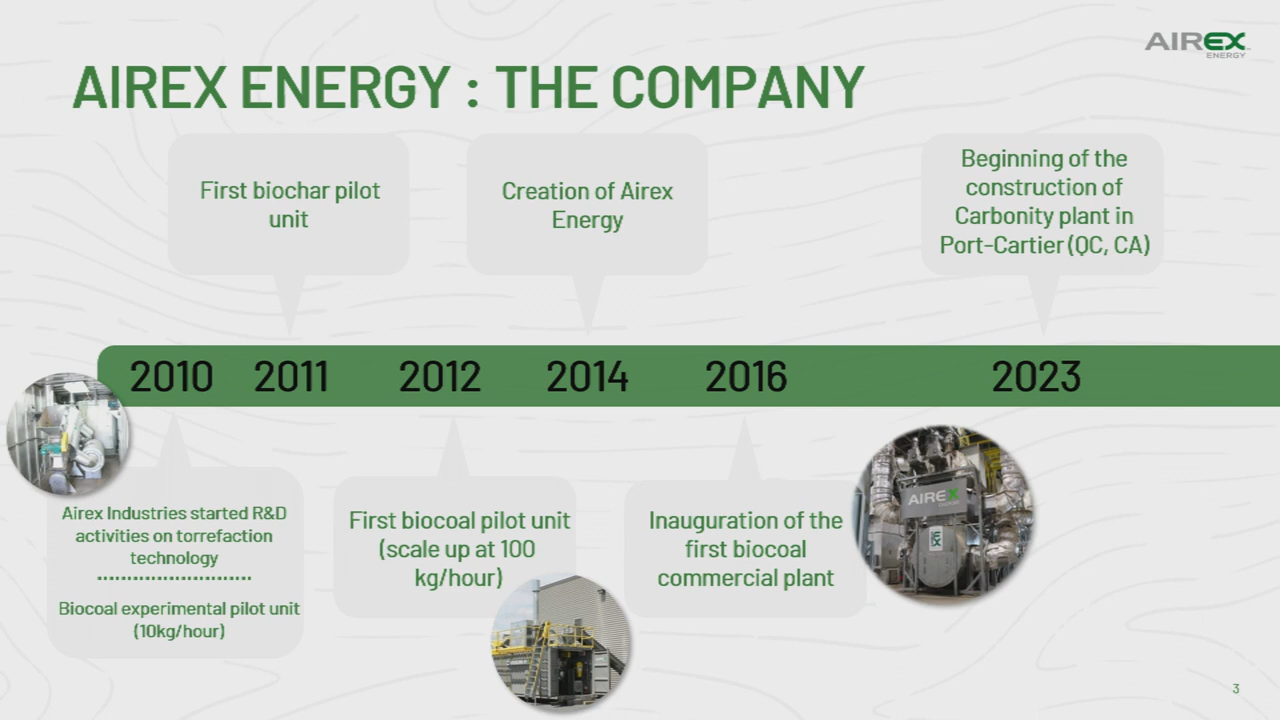 AIREX
ENERGY
AIREX ENERGY : THE COMPANY
First biochar pilot
unit
Creation of Airex
Energy
Beginning of the
construction of
Carbonity plant in
Port-Cartier (QC, CA)
2010 2011 2012 2014 2016 2023
Airex Industries started R&D
activities on torrefaction
technology
Biocoal experimental pilot unit
(10kg/hour)
First biocoal pilot unit
(scale up at 100
kg/hour)
Inauguration of the
first biocoal
commercial plant
AIREX
3